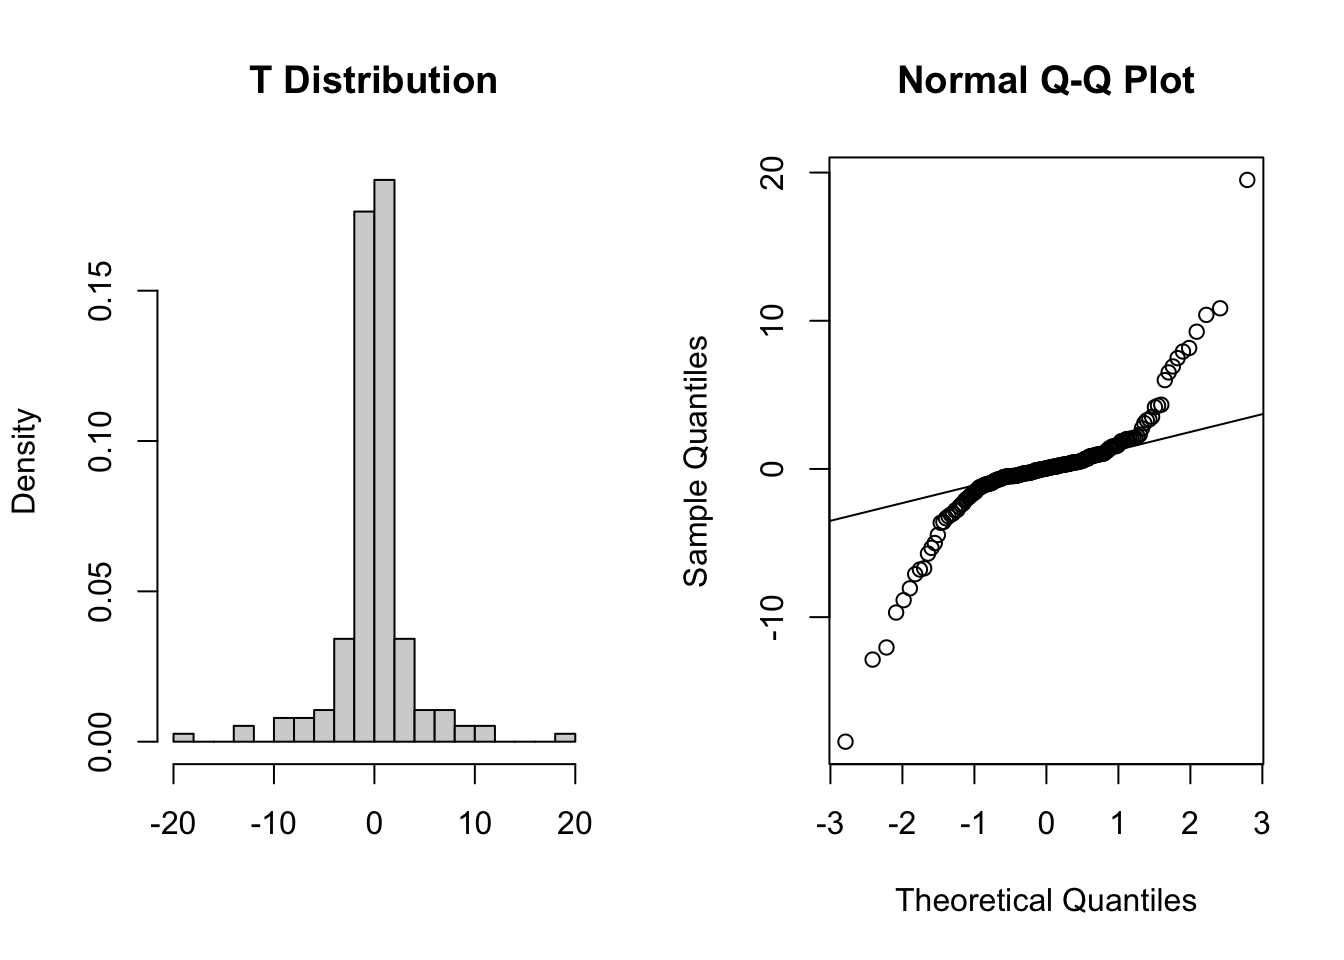 T Distribution
Density
0.00
0.05
0.10
0.15
-20 -10 0 10 20
Normal Q-Q Plot
Sample Quantiles
-10
0
10
20
-3 -2 -1 0 1 2 3
Theoretical Quantiles